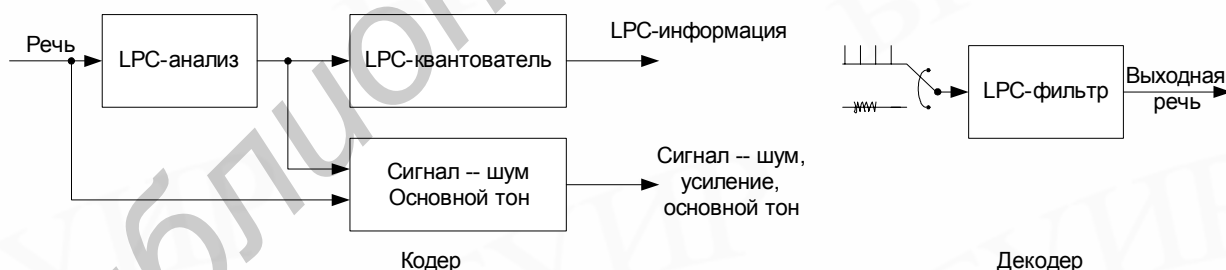 Речь
LPC-анализ
LPC-квантователь
LPC-информация
Сигнал -- шум
Основной тон
Сигнал -- шум,
усиление,
основной тон
Кодер
LPC-фильтр
Выходная
речь
Декодер